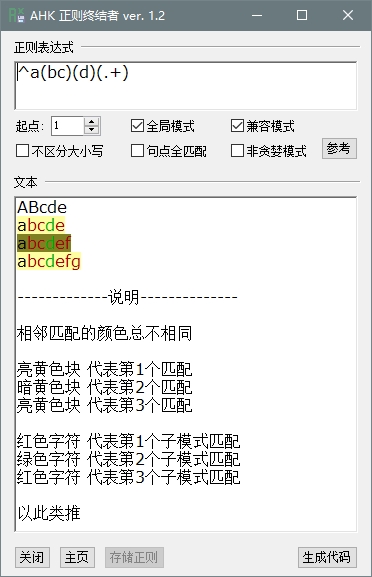 AHK 正则终结者 ver. 1.2
正则表达式
^a(bc)(d)(.+)
起点: 1 全局模式 兼容模式
不区分大小写 句点全匹配 非贪婪模式 参考
文本
ABcde
abcde
abcdef
abcdefg
-------------说明--------------
相邻匹配的颜色总不相同
亮黄色块 代表第1个匹配
暗黄色块 代表第2个匹配
亮黄色块 代表第3个匹配
红色字符 代表第1个子模式匹配
绿色字符 代表第2个子模式匹配
红色字符 代表第3个子模式匹配
以此类推
关闭 主页 存储正则 生成代码